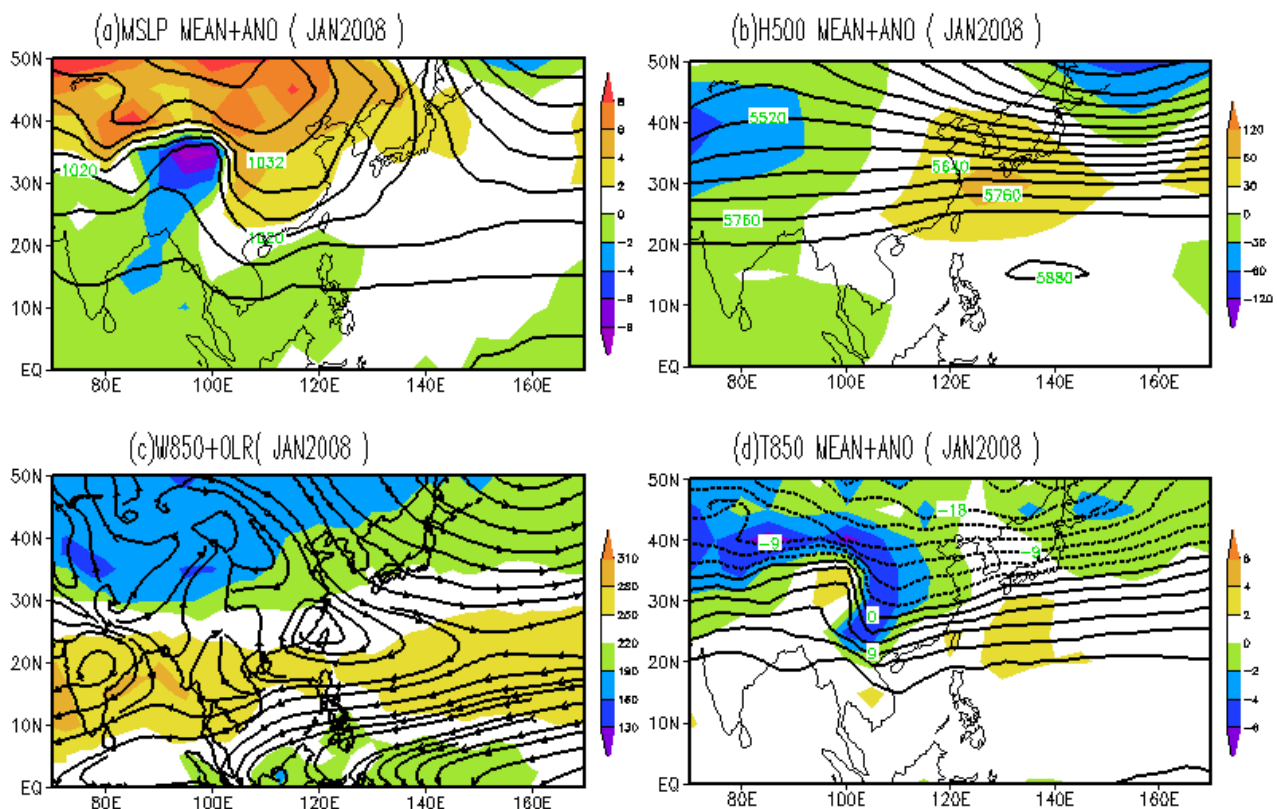 (a)MSLP MEAN+ANO ( JAN2008 )
50N
40N
30N
20N
10N
EQ
80E 100E 120E 140E 160E
1020
1032
1020
8
6
4
2
0
-2
-4
-6
-8
(b)H500 MEAN+ANO ( JAN2008 )
50N
40N
30N
20N
10N
EQ
80E 100E 120E 140E 160E
5520
5640
5760
5760
5880
120
60
30
0
-30
-60
-120
(c)W850+OLR( JAN2008 )
50N
40N
30N
20N
10N
EQ
80E 100E 120E 140E 160E
310
280
250
220
190
160
130
(d)T850 MEAN+ANO ( JAN2008 )
50N
40N
30N
20N
10N
EQ
80E 100E 120E 140E 160E
-18
-9
-9
0
9
6
4
2
0
-2
-4
-6